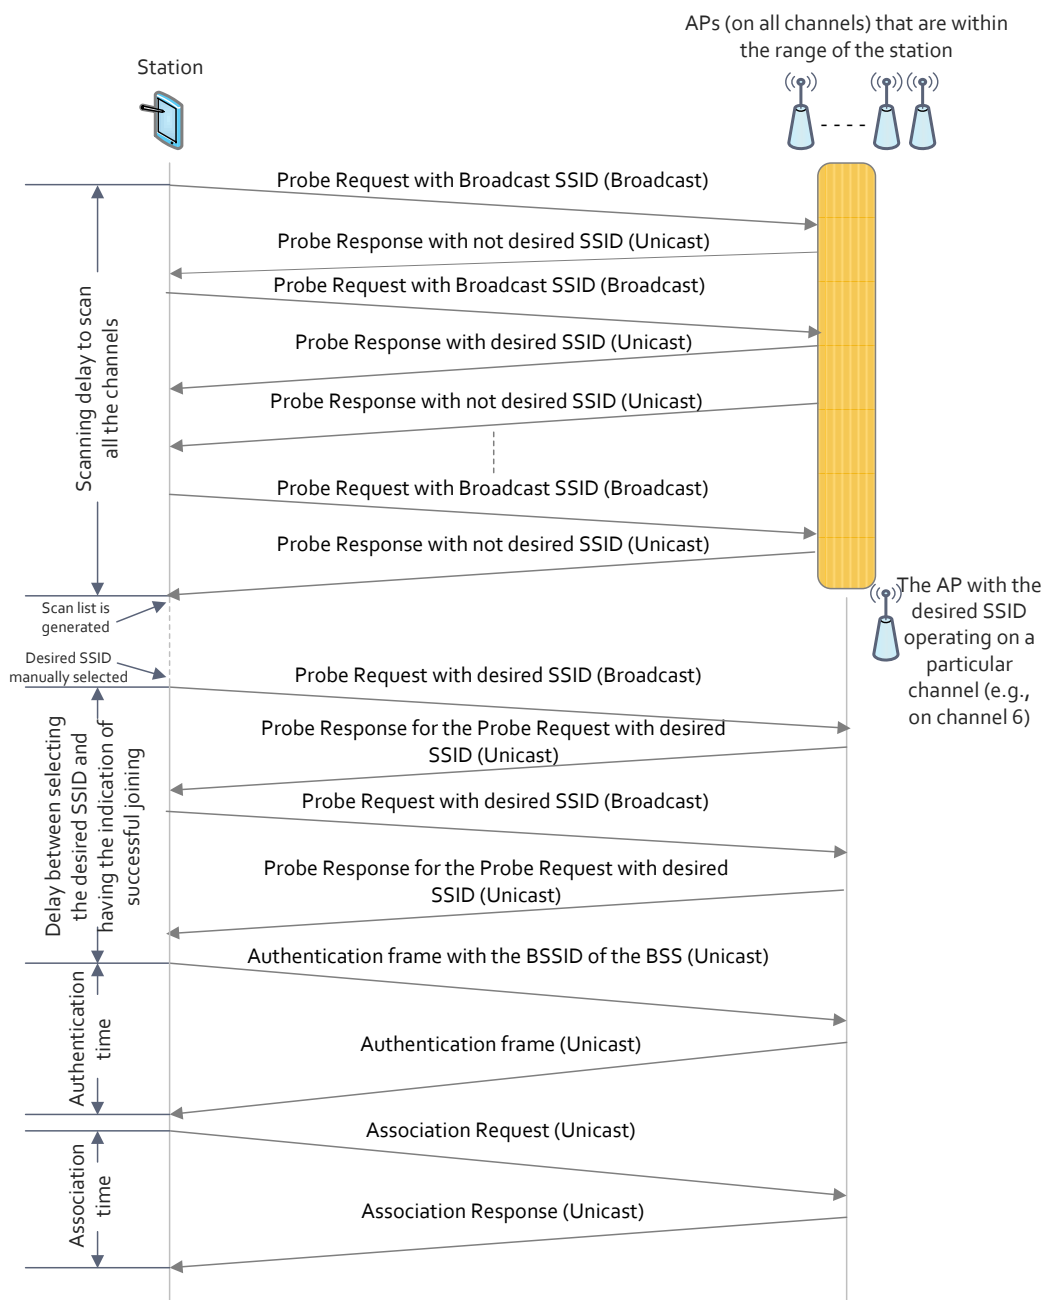 APs (on all channels) that are within
the range of the station
Station
Probe Request with Broadcast SSID (Broadcast)
Probe Response with not desired SSID (Unicast)
Probe Request with Broadcast SSID (Broadcast)
Probe Response with desired SSID (Unicast)
Probe Response with not desired SSID (Unicast)
Scanning delay to scan
all the channels
Probe Request with Broadcast SSID (Broadcast)
Probe Response with not desired SSID (Unicast)
The AP with the
desired SSID
operating on a
particular
channel (e.g.,
on channel 6)
Scan list is
generated
Desired SSID
manually selected
Probe Request with desired SSID (Broadcast)
Probe Response for the Probe Request with desired
SSID (Unicast)
Probe Request with desired SSID (Broadcast)
Probe Response for the Probe Request with desired
SSID (Unicast)
Delay between selecting
the desired SSID and
having the indication of
successful joining
Authentication frame with the BSSID of the BSS (Unicast)
Authentication
time
Authentication frame (Unicast)
Association Request (Unicast)
Association
time
Association Response (Unicast)